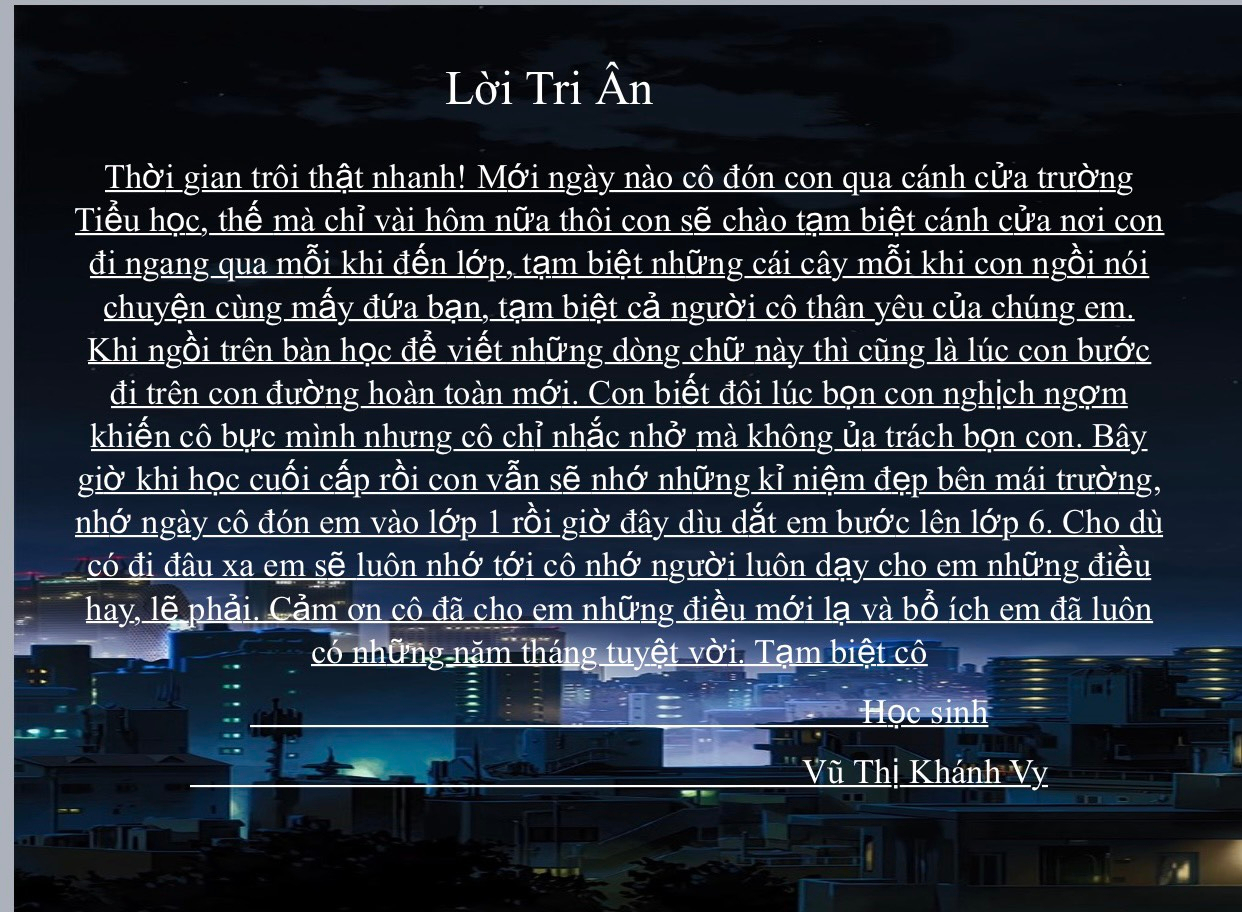 Lời Tri Ân
Thời gian trôi thật nhanh! Mới ngày nào cô đón con qua cánh cửa trường
Tiểu học, thế mà chỉ vài hôm nữa thôi con sẽ chào tạm biệt cánh cửa nơi con
đi ngang qua mỗi khi đến lớp, tạm biệt những cái cây mỗi khi con ngồi nói
chuyện cùng mấy đứa bạn, tạm biệt cả người cô thân yêu của chúng em.
Khi ngồi trên bàn học để viết những dòng chữ này thì cũng là lúc con bước
đi trên con đường hoàn toàn mới. Con biết đôi lúc bọn con nghịch ngợm
khiến cô bực mình nhưng cô chỉ nhắc nhở mà không ủa trách bọn con. Bây
giờ khi học cuối cấp rồi con vẫn sẽ nhớ những kỉ niệm đẹp bên mái trường,
nhớ ngày cô đón em vào lớp 1 rồi giờ đây dìu dắt em bước lên lớp 6. Cho dù
có đi đâu xa em sẽ luôn nhớ tới cô nhớ người luôn dạy cho em những điều
hay, lẽ phải. Cảm ơn cô đã cho em những điều mới lạ và bổ ích em đã luôn
có những năm tháng tuyệt vời. Tạm biệt cô
Học sinh
Vũ Thị Khánh Vy